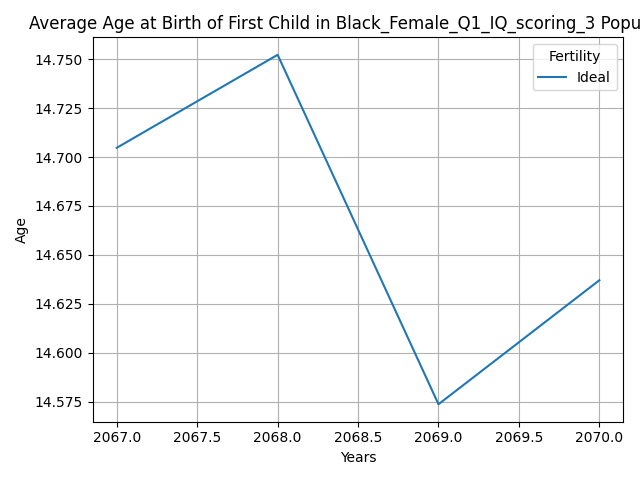 Average Age at Birth of First Child in Black_Female_Q1_IQ_scoring_3 Popu
Fertility
Ideal
14.750
14.725
14.700
14.675
14.650
14.625
14.600
14.575
Age
2067.0 2067.5 2068.0 2068.5 2069.0 2069.5 2070.0
Years